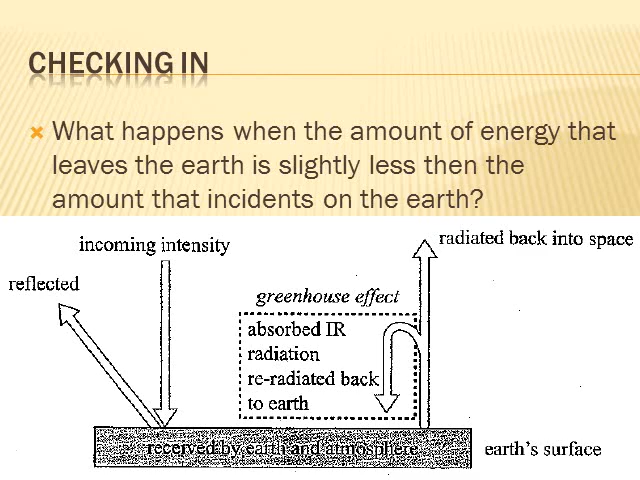 CHECKING IN
What happens when the amount of energy that
leaves the earth is slightly less then the
amount that incidents on the earth?
incoming intensity
radiated back into space
reflected
greenhouse effect
absorbed IR
radiation
re-radiated back
to earth
received by earth and atmosphere
earth's surface